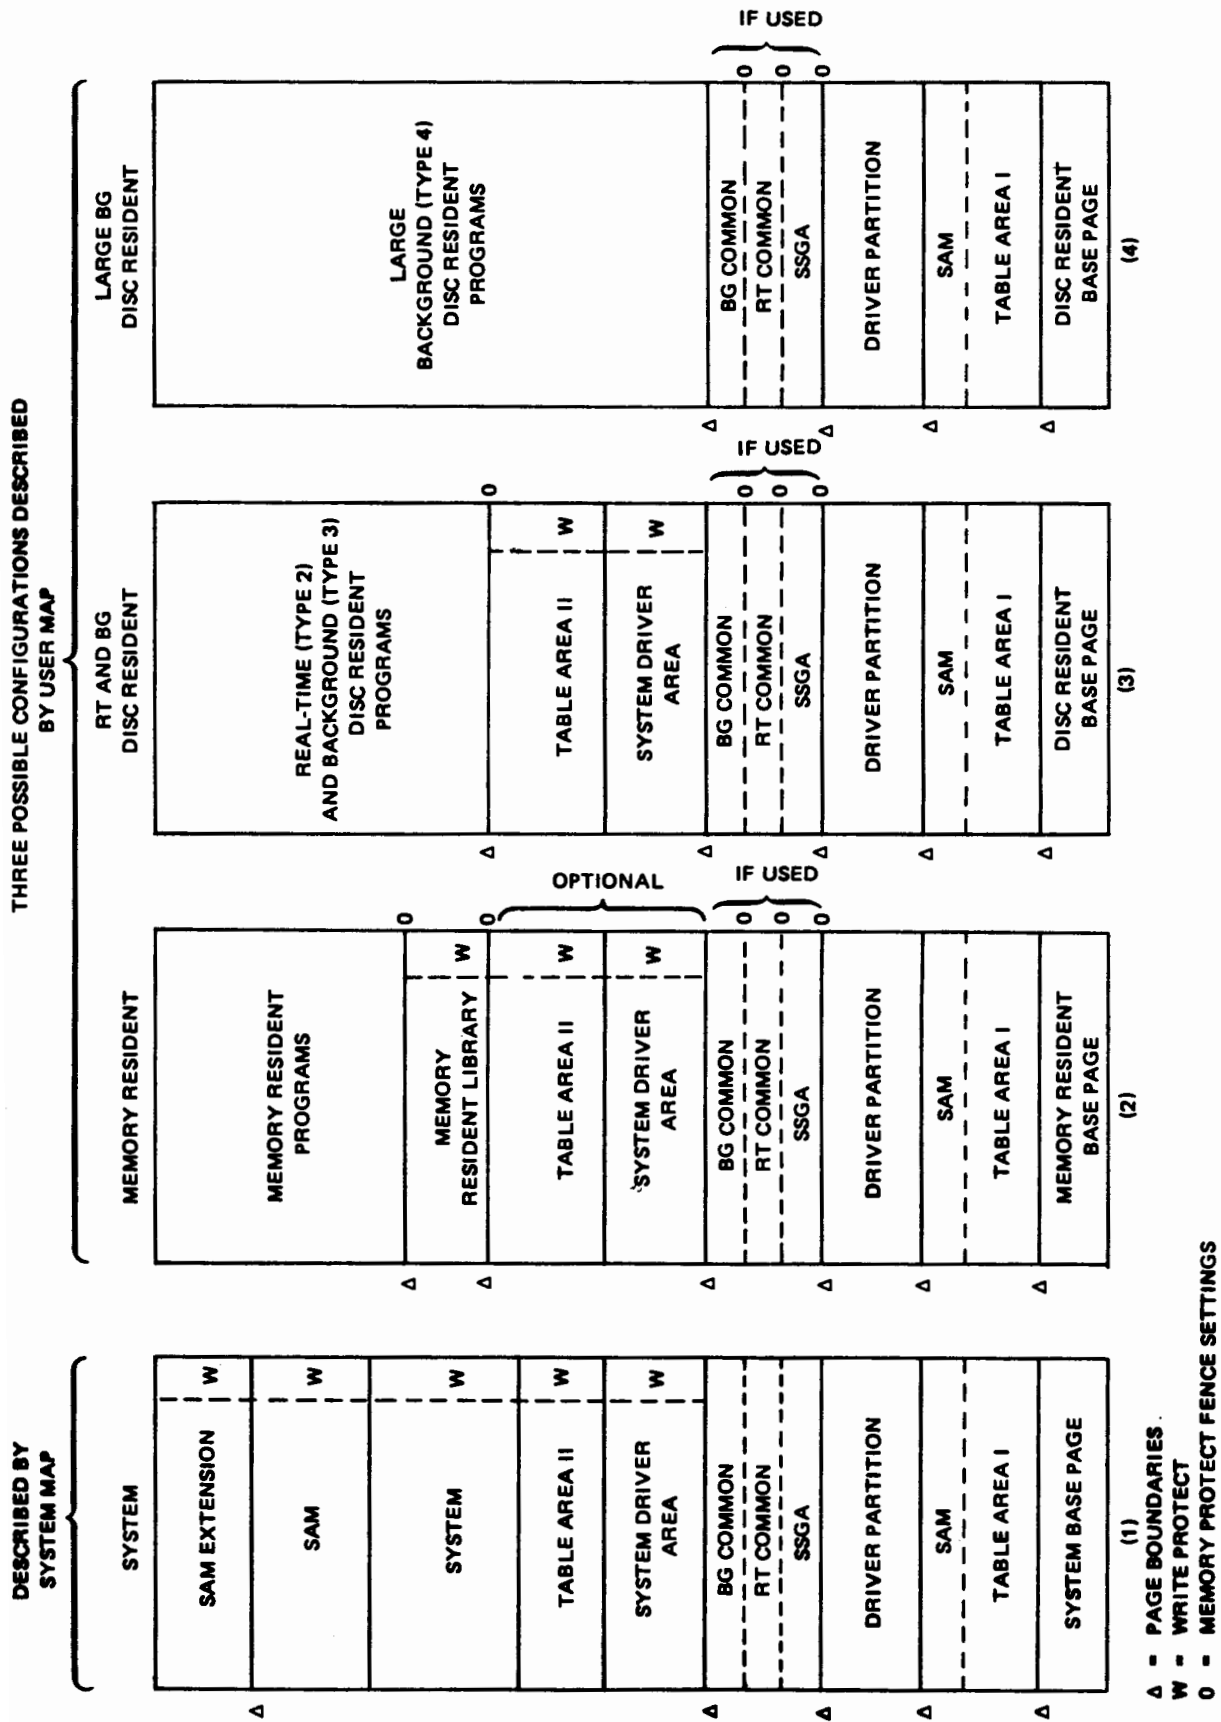 THREE POSSIBLE CONFIGURATIONS DESCRIBED
BY USER MAP
DESCRIBED BY
SYSTEM MAP
SYSTEM
SAM EXTENSION
W
SAM
W
SYSTEM
W
TABLE AREA II
W
SYSTEM DRIVER
AREA
W
BG COMMON
RT COMMON
SSGA
DRIVER PARTITION
SAM
TABLE AREA I
SYSTEM BASE PAGE
(1)
Δ
Δ
Δ
Δ
Δ
MEMORY RESIDENT
MEMORY RESIDENT
PROGRAMS
O
MEMORY
RESIDENT LIBRARY
W
O
OPTIONAL
TABLE AREA II
W
SYSTEM DRIVER
AREA
W
IF USED
BG COMMON
O
RT COMMON
O
SSGA
O
DRIVER PARTITION
SAM
TABLE AREA I
MEMORY RESIDENT
BASE PAGE
(2)
Δ
Δ
Δ
Δ
Δ
Δ
RT AND BG
DISC RESIDENT
REAL-TIME (TYPE 2)
AND BACKGROUND (TYPE 3)
DISC RESIDENT
PROGRAMS
O
TABLE AREA II
W
SYSTEM DRIVER
AREA
W
IF USED
BG COMMON
O
RT COMMON
O
SSGA
O
DRIVER PARTITION
SAM
TABLE AREA I
DISC RESIDENT
BASE PAGE
(3)
Δ
Δ
Δ
Δ
Δ
LARGE BG
DISC RESIDENT
LARGE
BACKGROUND (TYPE 4)
DISC RESIDENT
PROGRAMS
IF USED
BG COMMON
O
RT COMMON
O
SSGA
O
DRIVER PARTITION
SAM
TABLE AREA I
DISC RESIDENT
BASE PAGE
(4)
Δ
Δ
Δ
Δ
Δ = PAGE BOUNDARIES.
W = WRITE PROTECT
O = MEMORY PROTECT FENCE SETTINGS